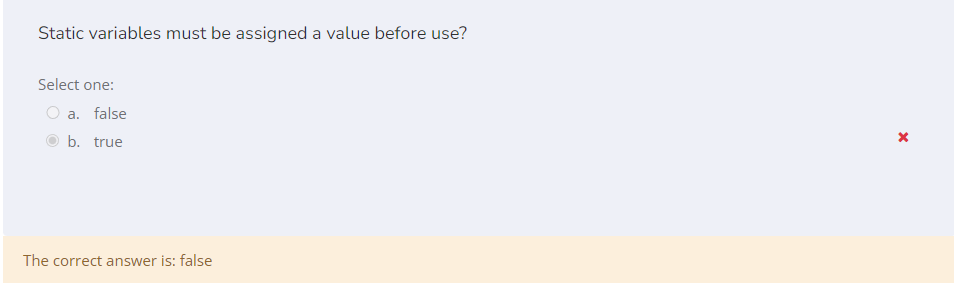 Static variables must be assigned a value before use?
Select one:
a. false
b. true
The correct answer is: false